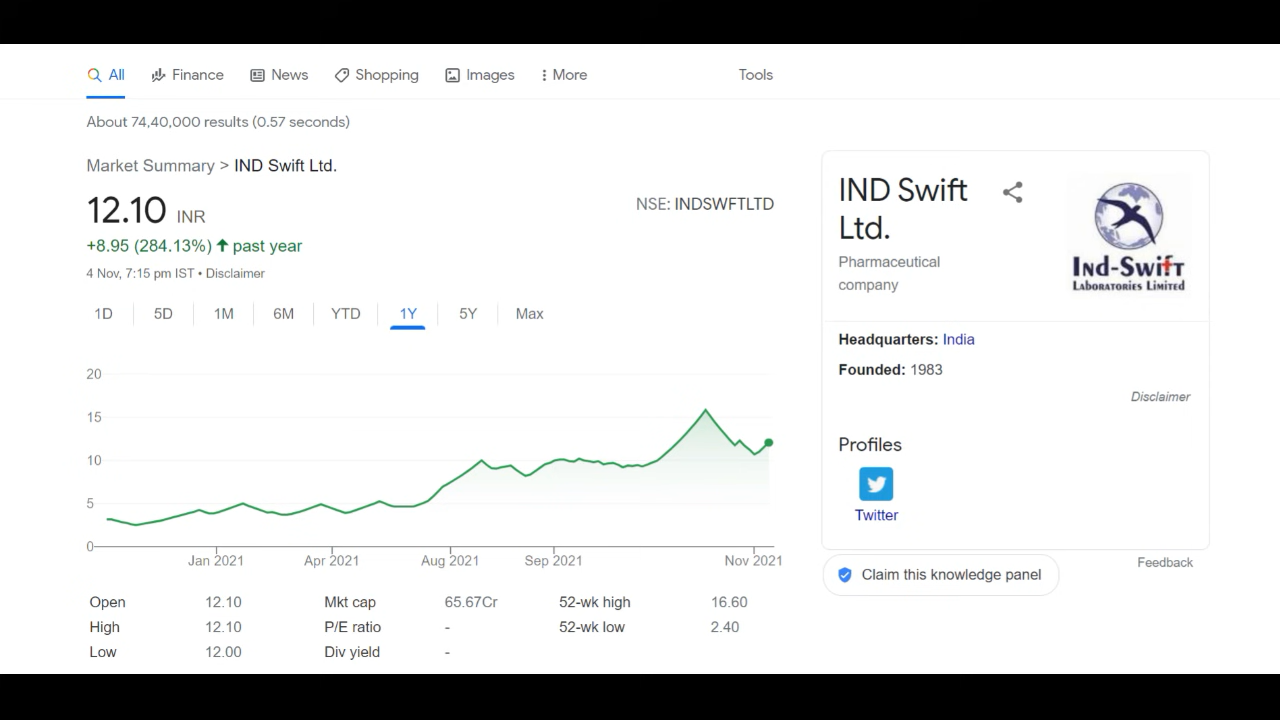 All
Finance
News
Shopping
Images
More
Tools
About 74,40,000 results (0.57 seconds)
Market Summary > IND Swift Ltd.
12.10 INR
NSE: INDSWFTLTD
+8.95 (284.13%) ↑ past year
4 Nov, 7:15 pm IST • Disclaimer
1D 5D 1M 6M YTD 1Y 5Y Max
20
15
10
5
0
Jan 2021 Apr 2021 Aug 2021 Sep 2021 Nov 2021
Open 12.10 Mkt cap 65.67Cr 52-wk high 16.60
High 12.10 P/E ratio - 52-wk low 2.40
Low 12.00 Div yield -
IND Swift
Ltd.
Pharmaceutical
company
Ind-Swift
Laboratories Limited
Headquarters: India
Founded: 1983
Disclaimer
Profiles
Twitter
Feedback
Claim this knowledge panel